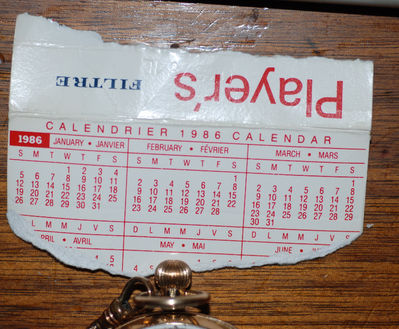 Player's
FILTRE
CALENDRIER 1986 CALENDAR
1986 JANUARY • JANVIER
S M T W T F S
1 2 3 4
5 6 7 8 9 10 11
12 13 14 15 16 17 18
19 20 21 22 23 24 25
26 27 28 29 30 31
FEBRUARY • FÉVRIER
S M T W T F S
1
2 3 4 5 6 7 8
9 10 11 12 13 14 15
16 17 18 19 20 21 22
23 24 25 26 27 28
MARCH • MARS
S M T W T F S
1
2 3 4 5 6 7 8
9 10 11 12 13 14 15
16 17 18 19 20 21 22
23 24 25 26 27 28 29
30 31
L M M J V S
PRIL • AVRIL
D L M M J V S
MAY • MAI
D L M M J V S
JUNE •